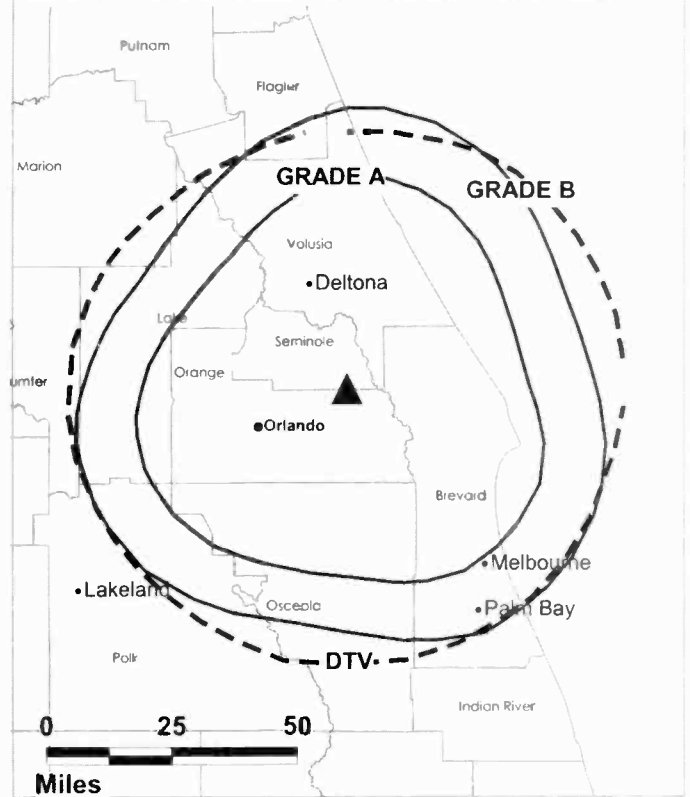 Putnam
Flagler
Marion
GRADE A
GRADE B
Volusia
Deltona
Lake
Seminole
umter
Orange
Orlando
Brevard
Melbourne
Lakeland
Osceola
Palm Bay
Polk
DTV
Indian River
0 25 50
Miles